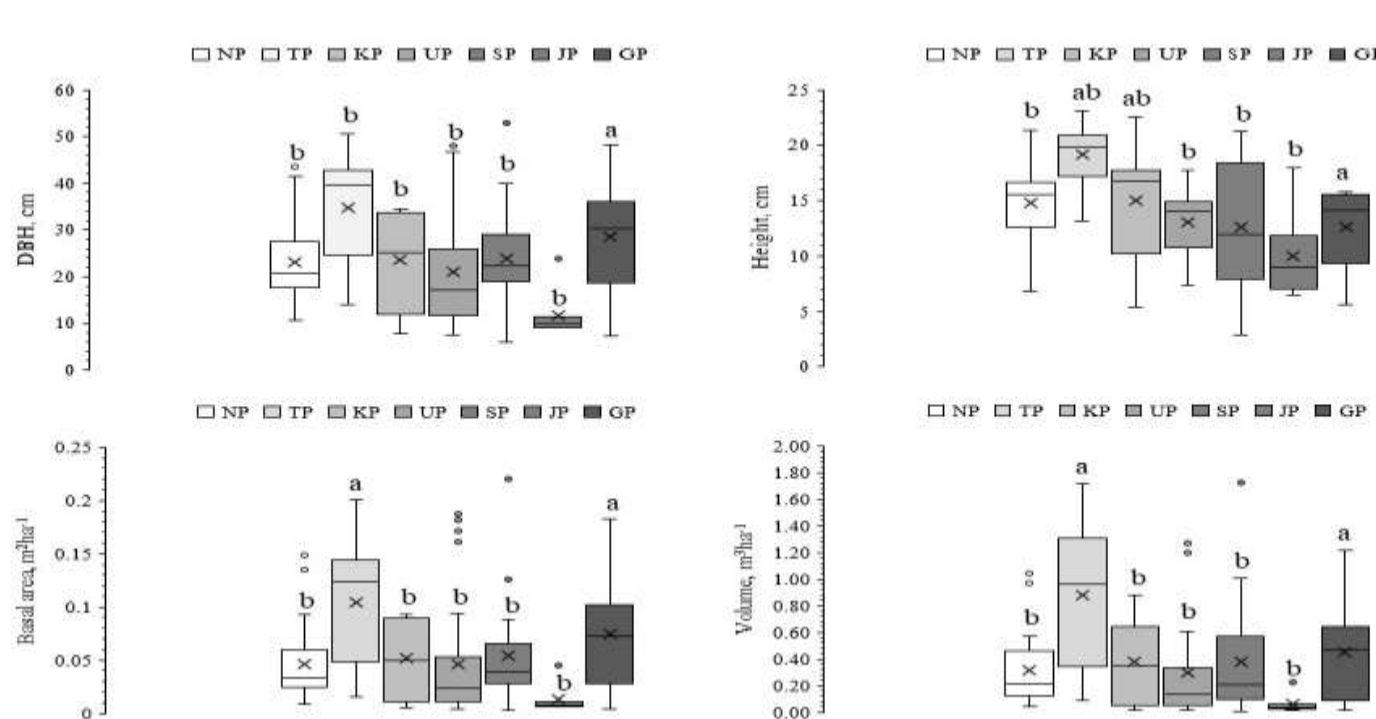 NP TP KP UP SP JP GP
60
50
40
30
20
10
0
DBH, cm
b b b b b b a
NP TP KP UP SP JP GP
25
20
15
10
5
0
Height, cm
b ab ab b b b a
NP TP KP UP SP JP GP
0.25
0.2
0.15
0.1
0.05
0
Basal area, m²ha⁻¹
b a b b b b a
NP TP KP UP SP JP GP
2.00
1.80
1.60
1.40
1.20
1.00
0.80
0.60
0.40
0.20
0.00
Volume, m³ha⁻¹
b a b b b b a